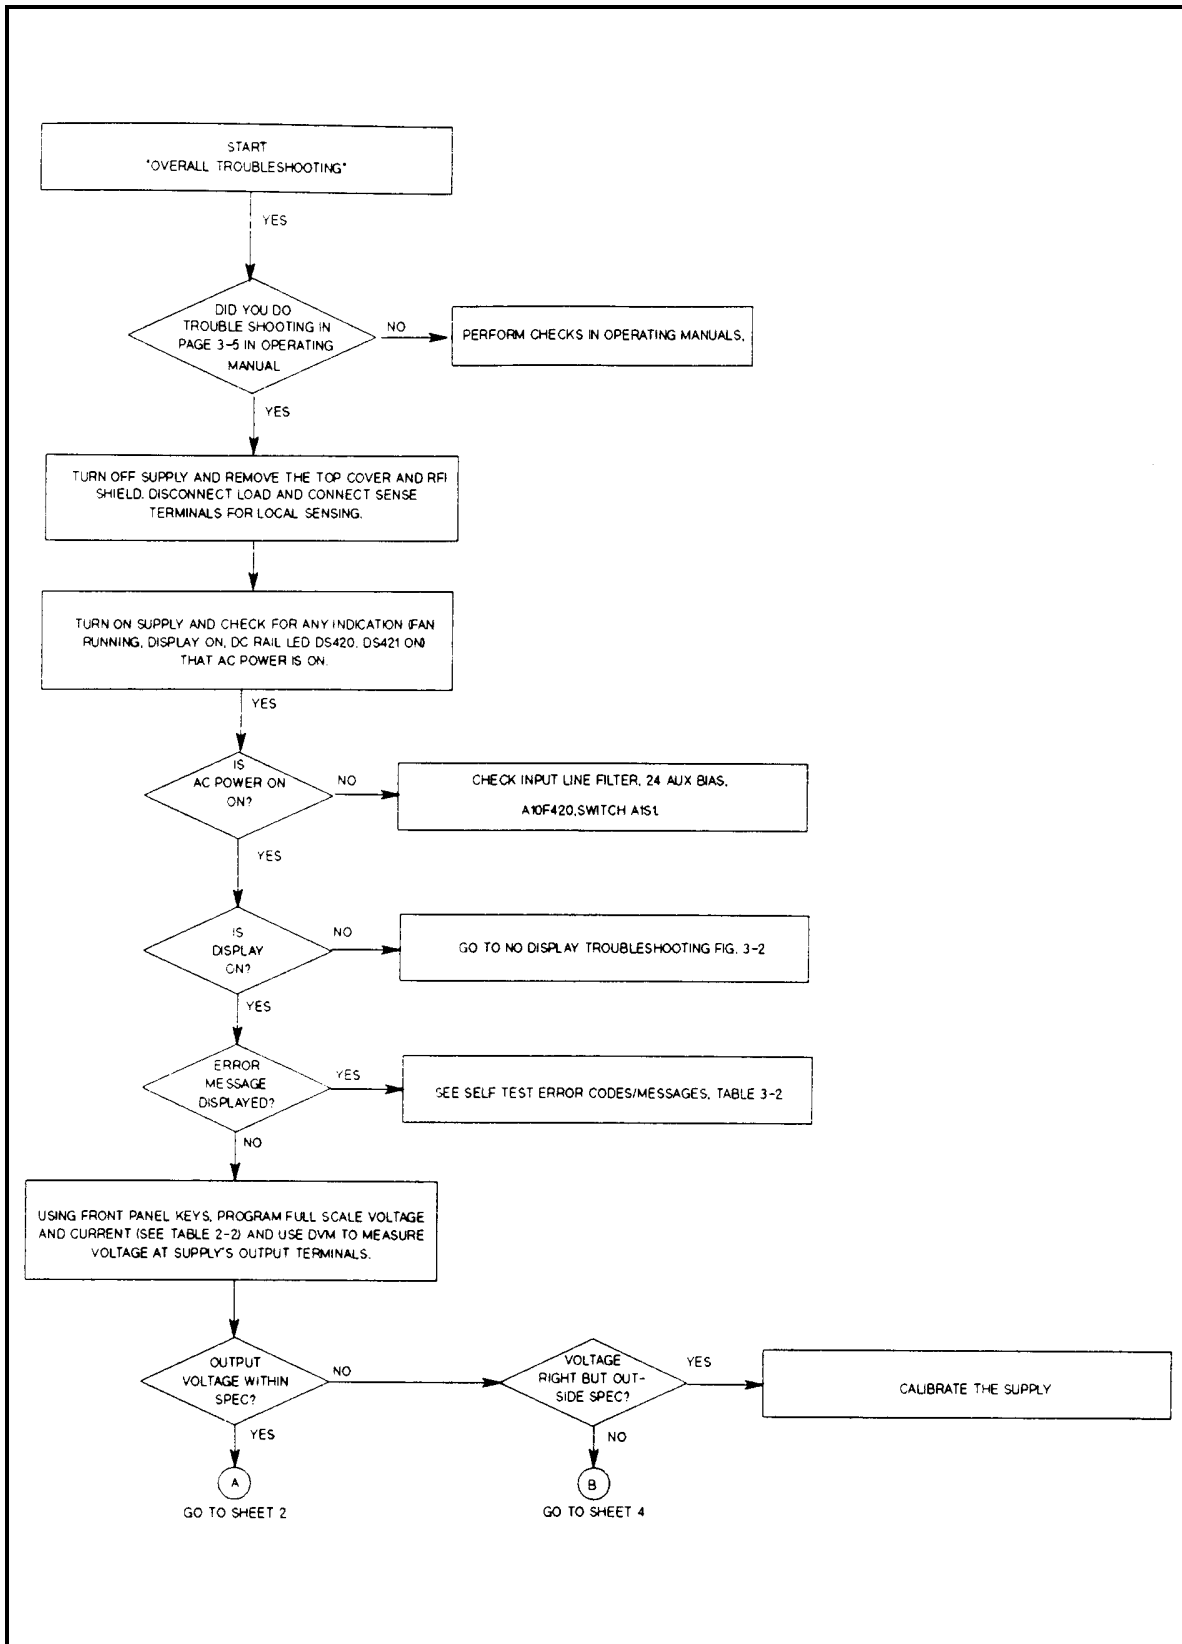 START
"OVERALL TROUBLESHOOTING"
YES
DID YOU DO
TROUBLE SHOOTING IN
PAGE 3-5 IN OPERATING
MANUAL
NO
PERFORM CHECKS IN OPERATING MANUALS.
YES
TURN OFF SUPPLY AND REMOVE THE TOP COVER AND RFI
SHIELD. DISCONNECT LOAD AND CONNECT SENSE
TERMINALS FOR LOCAL SENSING.
TURN ON SUPPLY AND CHECK FOR ANY INDICATION (FAN
RUNNING, DISPLAY ON, DC RAIL LED DS420, DS421 ON)
THAT AC POWER IS ON.
YES
IS
AC POWER ON
ON?
NO
CHECK INPUT LINE FILTER, 24 AUX BIAS,
A10F420,SWITCH A1S1.
YES
IS
DISPLAY
ON?
NO
GO TO NO DISPLAY TROUBLESHOOTING FIG. 3-2
YES
ERROR
MESSAGE
DISPLAYED?
YES
SEE SELF TEST ERROR CODES/MESSAGES, TABLE 3-2
NO
USING FRONT PANEL KEYS, PROGRAM FULL SCALE VOLTAGE
AND CURRENT (SEE TABLE 2-2) AND USE DVM TO MEASURE
VOLTAGE AT SUPPLY'S OUTPUT TERMINALS.
OUTPUT
VOLTAGE WITHIN
SPEC?
NO
VOLTAGE
RIGHT BUT OUT-
SIDE SPEC?
YES
CALIBRATE THE SUPPLY
YES
NO
A
B
GO TO SHEET 2
GO TO SHEET 4